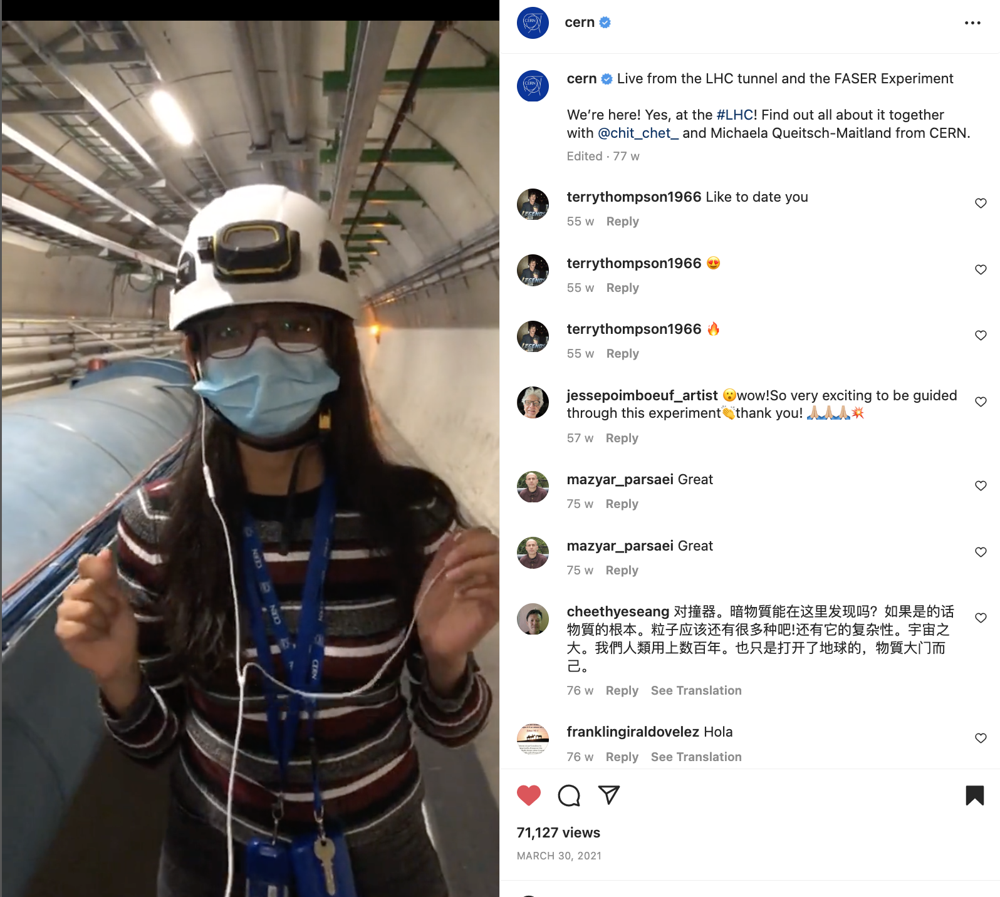 CERN
cern
cern Live from the LHC tunnel and the FASER Experiment
We're here! Yes, at the #LHC! Find out all about it together
with @chit_chet_ and Michaela Queitsch-Maitland from CERN.
Edited · 77 w
terrythompson1966 Like to date you
55 w Reply
terrythompson1966 😍
55 w Reply
terrythompson1966 🔥
55 w Reply
jessepoimboeuf_artist 😮wow!So very exciting to be guided
through this experiment👏thank you! 🙏🏼🙏🏼🙏🏼💥
57 w Reply
mazyar_parsaei Great
75 w Reply
mazyar_parsaei Great
75 w Reply
cheethyeseang 对撞器。暗物質能在这里发现吗？如果是的话
物質的根本。粒子应该还有很多种吧!还有它的复杂性。宇宙之
大。我們人類用上数百年。也只是打开了地球的，物質大门而
己。
76 w Reply See Translation
franklingiraldovelez Hola
76 w Reply See Translation
71,127 views
MARCH 30, 2021
CERN
CERN
CERN
LEGENDS
LEGENDS
LEGENDS